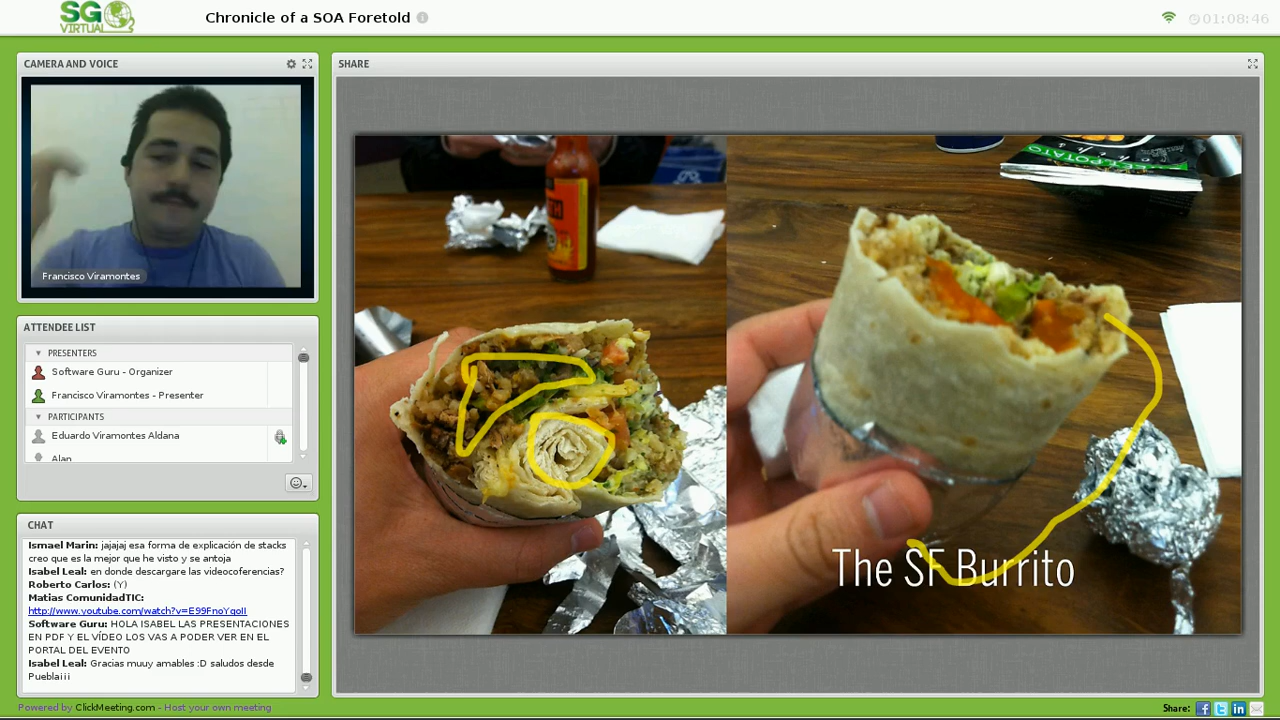 SG
VIRTUAL
Chronicle of a SOA Foretold
01:08:46
CAMERA AND VOICE
Francisco Viramontes
SHARE
The SF Burrito
ATTENDEE LIST
PRESENTERS
Software Guru - Organizer
Francisco Viramontes - Presenter
PARTICIPANTS
Eduardo Viramontes Aldana
Alan
CHAT
Ismael Marin: jajajaj esa forma de explicación de stacks
creo que es la mejor que he visto y se antoja
Isabel Leal: en donde descargare las videocoferencias?
Roberto Carlos: (Y)
Matias ComunidadTIC:
http://www.youtube.com/watch?v=E99FnoYqoII
Software Guru: HOLA ISABEL LAS PRESENTACIONES
EN PDF Y EL VÍDEO LOS VAS A PODER VER EN EL
PORTAL DEL EVENTO
Isabel Leal: Gracias muuy amables :D saludos desde
Puebla¡¡¡
Powered by ClickMeeting.com - Host your own meeting
Share: